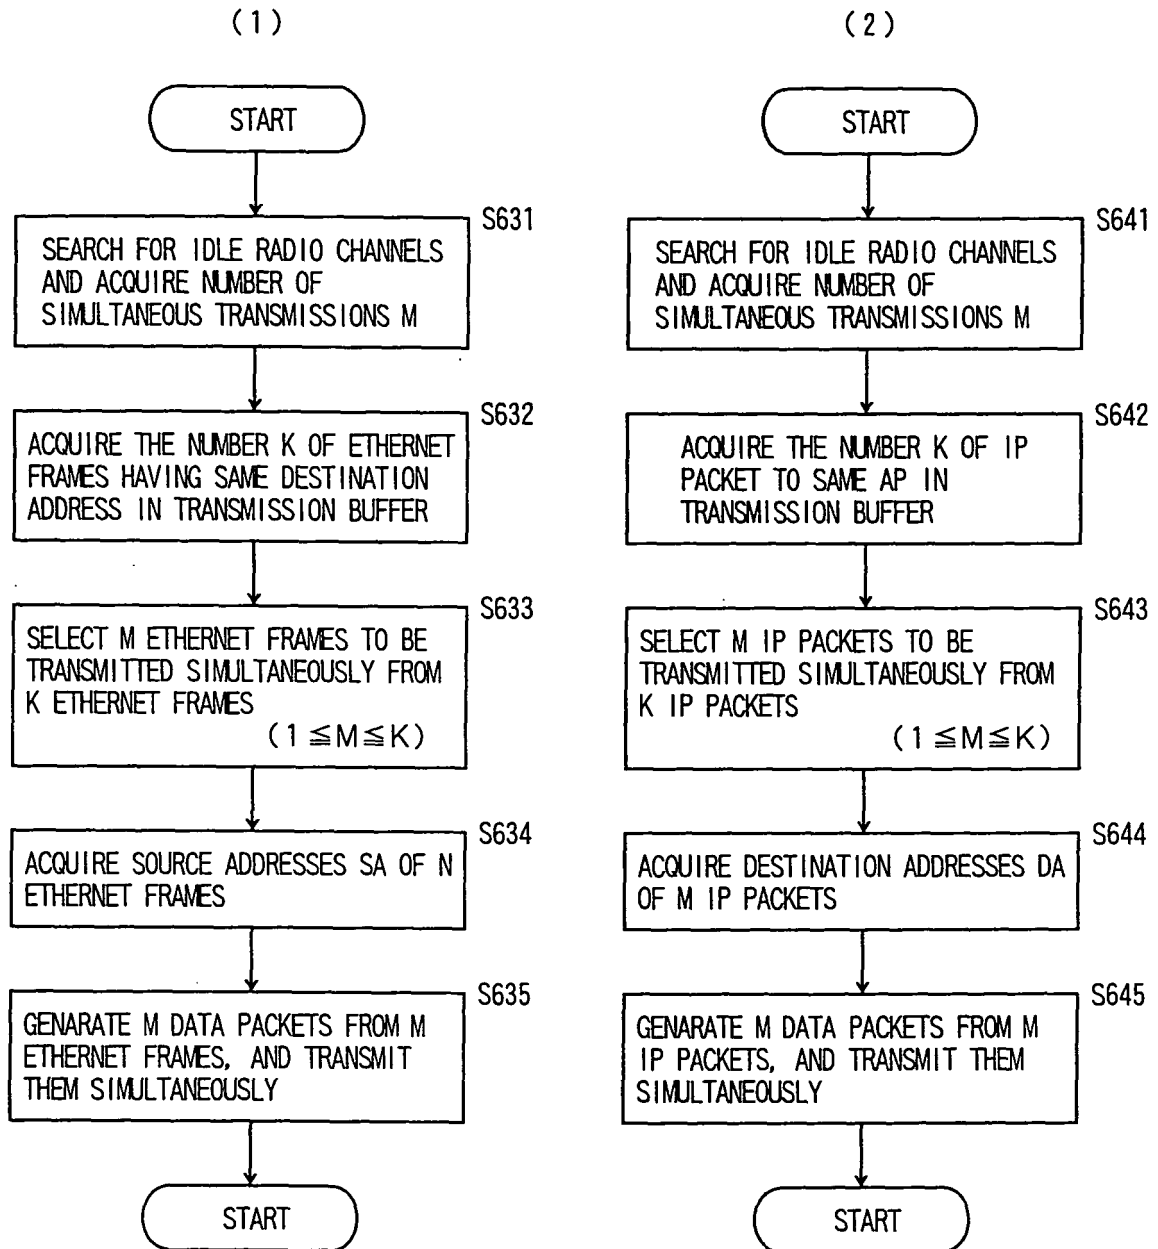 (1)
START
S631
SEARCH FOR IDLE RADIO CHANNELS
AND ACQUIRE NUMBER OF
SIMULTANEOUS TRANSMISSIONS M
S632
ACQUIRE THE NUMBER K OF ETHERNET
FRAMES HAVING SAME DESTINATION
ADDRESS IN TRANSMISSION BUFFER
S633
SELECT M ETHERNET FRAMES TO BE
TRANSMITTED SIMULTANEOUSLY FROM
K ETHERNET FRAMES
(1≦M≦K)
S634
ACQUIRE SOURCE ADDRESSES SA OF N
ETHERNET FRAMES
S635
GENARATE M DATA PACKETS FROM M
ETHERNET FRAMES, AND TRANSMIT
THEM SIMULTANEOUSLY
START
(2)
START
S641
SEARCH FOR IDLE RADIO CHANNELS
AND ACQUIRE NUMBER OF
SIMULTANEOUS TRANSMISSIONS M
S642
ACQUIRE THE NUMBER K OF IP
PACKET TO SAME AP IN
TRANSMISSION BUFFER
S643
SELECT M IP PACKETS TO BE
TRANSMITTED SIMULTANEOUSLY FROM
K IP PACKETS
(1≦M≦K)
S644
ACQUIRE DESTINATION ADDRESSES DA
OF M IP PACKETS
S645
GENARATE M DATA PACKETS FROM M
IP PACKETS, AND TRANSMIT THEM
SIMULTANEOUSLY
START